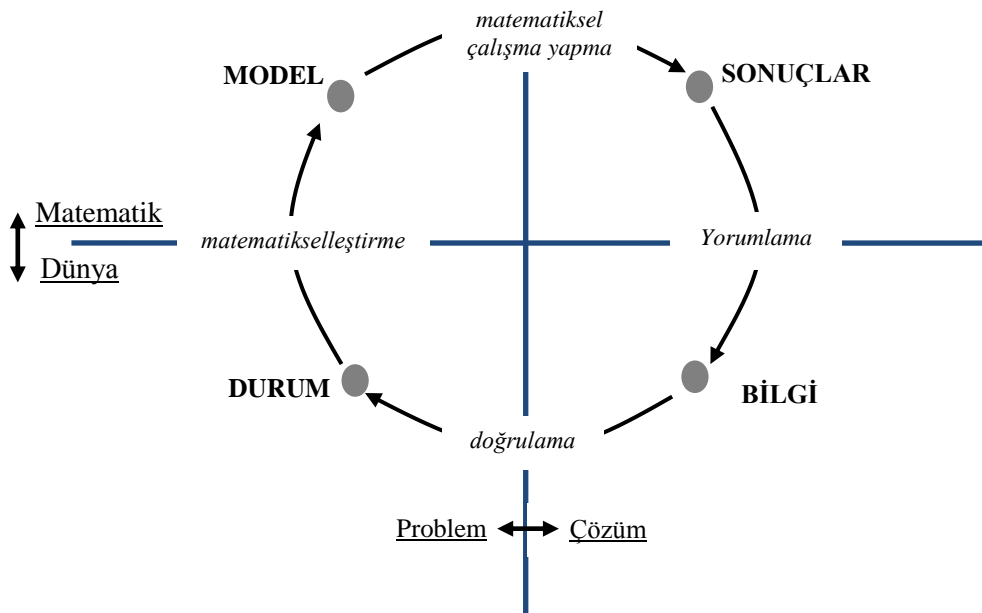 matematiksel
çalışma yapma
MODEL
SONUÇLAR
Matematik
matematikselleştirme
Yorumlama
Dünya
DURUM
BİLGİ
doğrulama
Problem
Çözüm